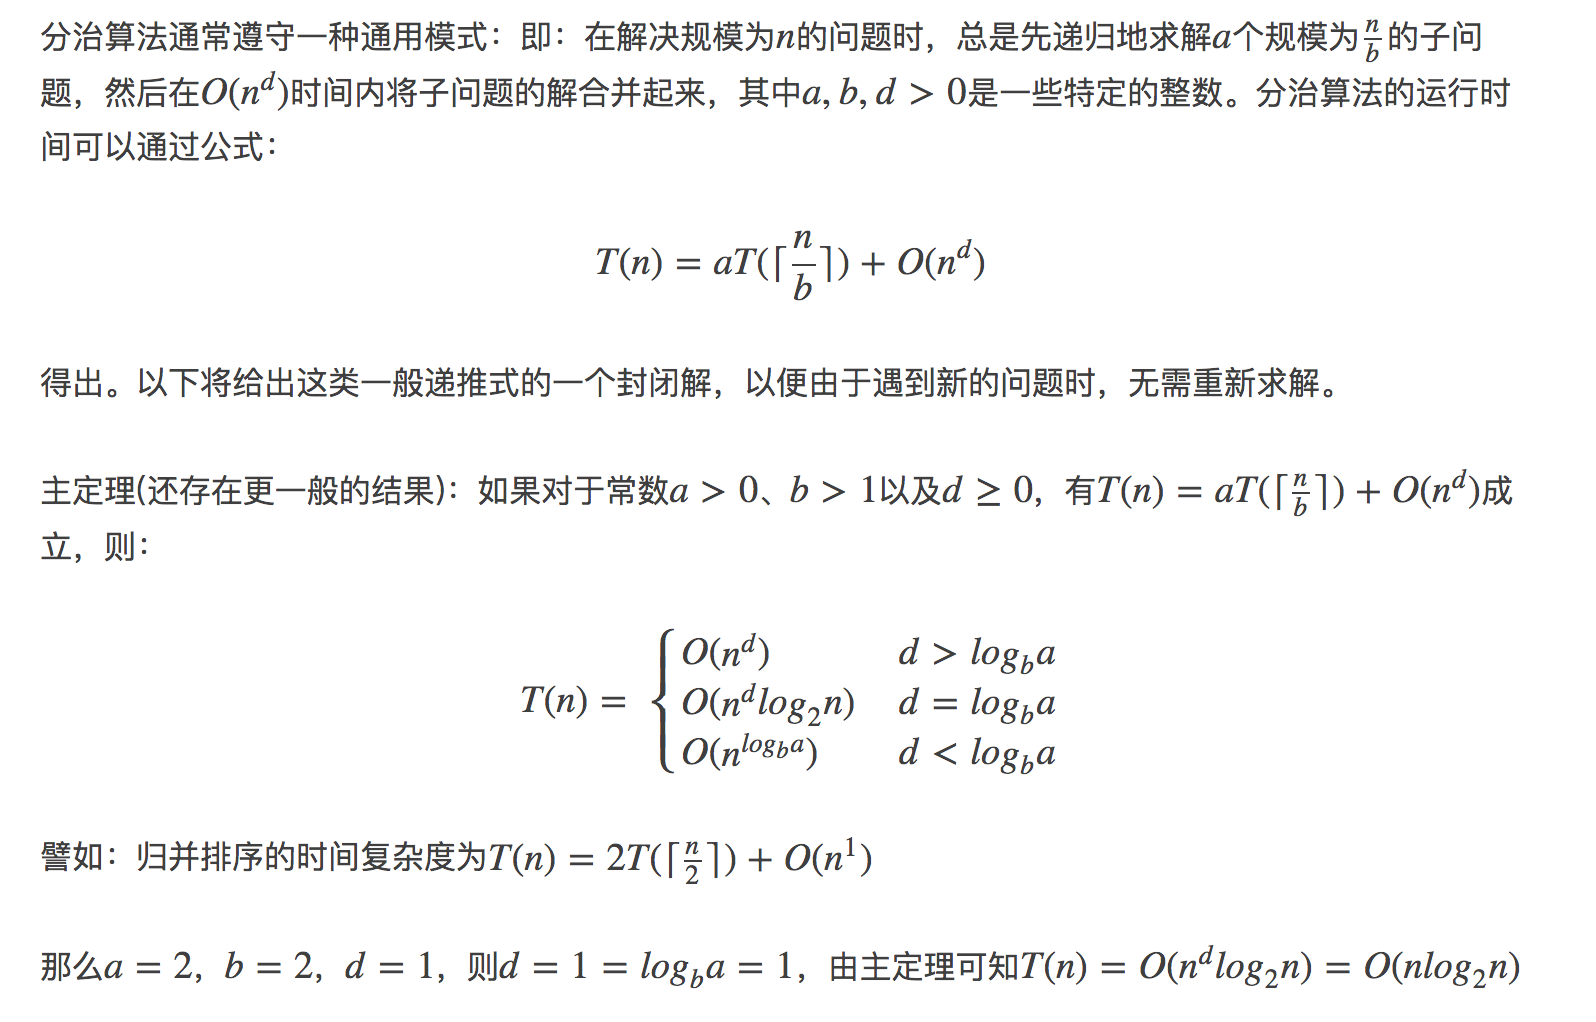 分治算法通常遵守一种通用模式：即：在解决规模为$n$的问题时，总是先递归地求解$a$个规模为$\frac{n}{b}$的子问
题，然后在$O(n^d)$时间内将子问题的解合并起来，其中$a, b, d > 0$是一些特定的整数。分治算法的运行时
间可以通过公式：
$T(n) = aT(\lceil \frac{n}{b} \rceil) + O(n^d)$
得出。以下将给出这类一般递推式的一个封闭解，以便由于遇到新的问题时，无需重新求解。
主定理(还存在更一般的结果)：如果对于常数$a > 0$、$b > 1$以及$d \geq 0$，有$T(n) = aT(\lceil \frac{n}{b} \rceil) + O(n^d)$成
立，则：
$T(n) = \begin{cases} O(n^d) & d > log_b a \\ O(n^d log_2 n) & d = log_b a \\ O(n^{log_b a}) & d < log_b a \end{cases}$
譬如：归并排序的时间复杂度为$T(n) = 2T(\lceil \frac{n}{2} \rceil) + O(n^1)$
那么$a = 2$，$b = 2$，$d = 1$，则$d = 1 = log_b a = 1$，由主定理可知$T(n) = O(n^d log_2 n) = O(nlog_2 n)$